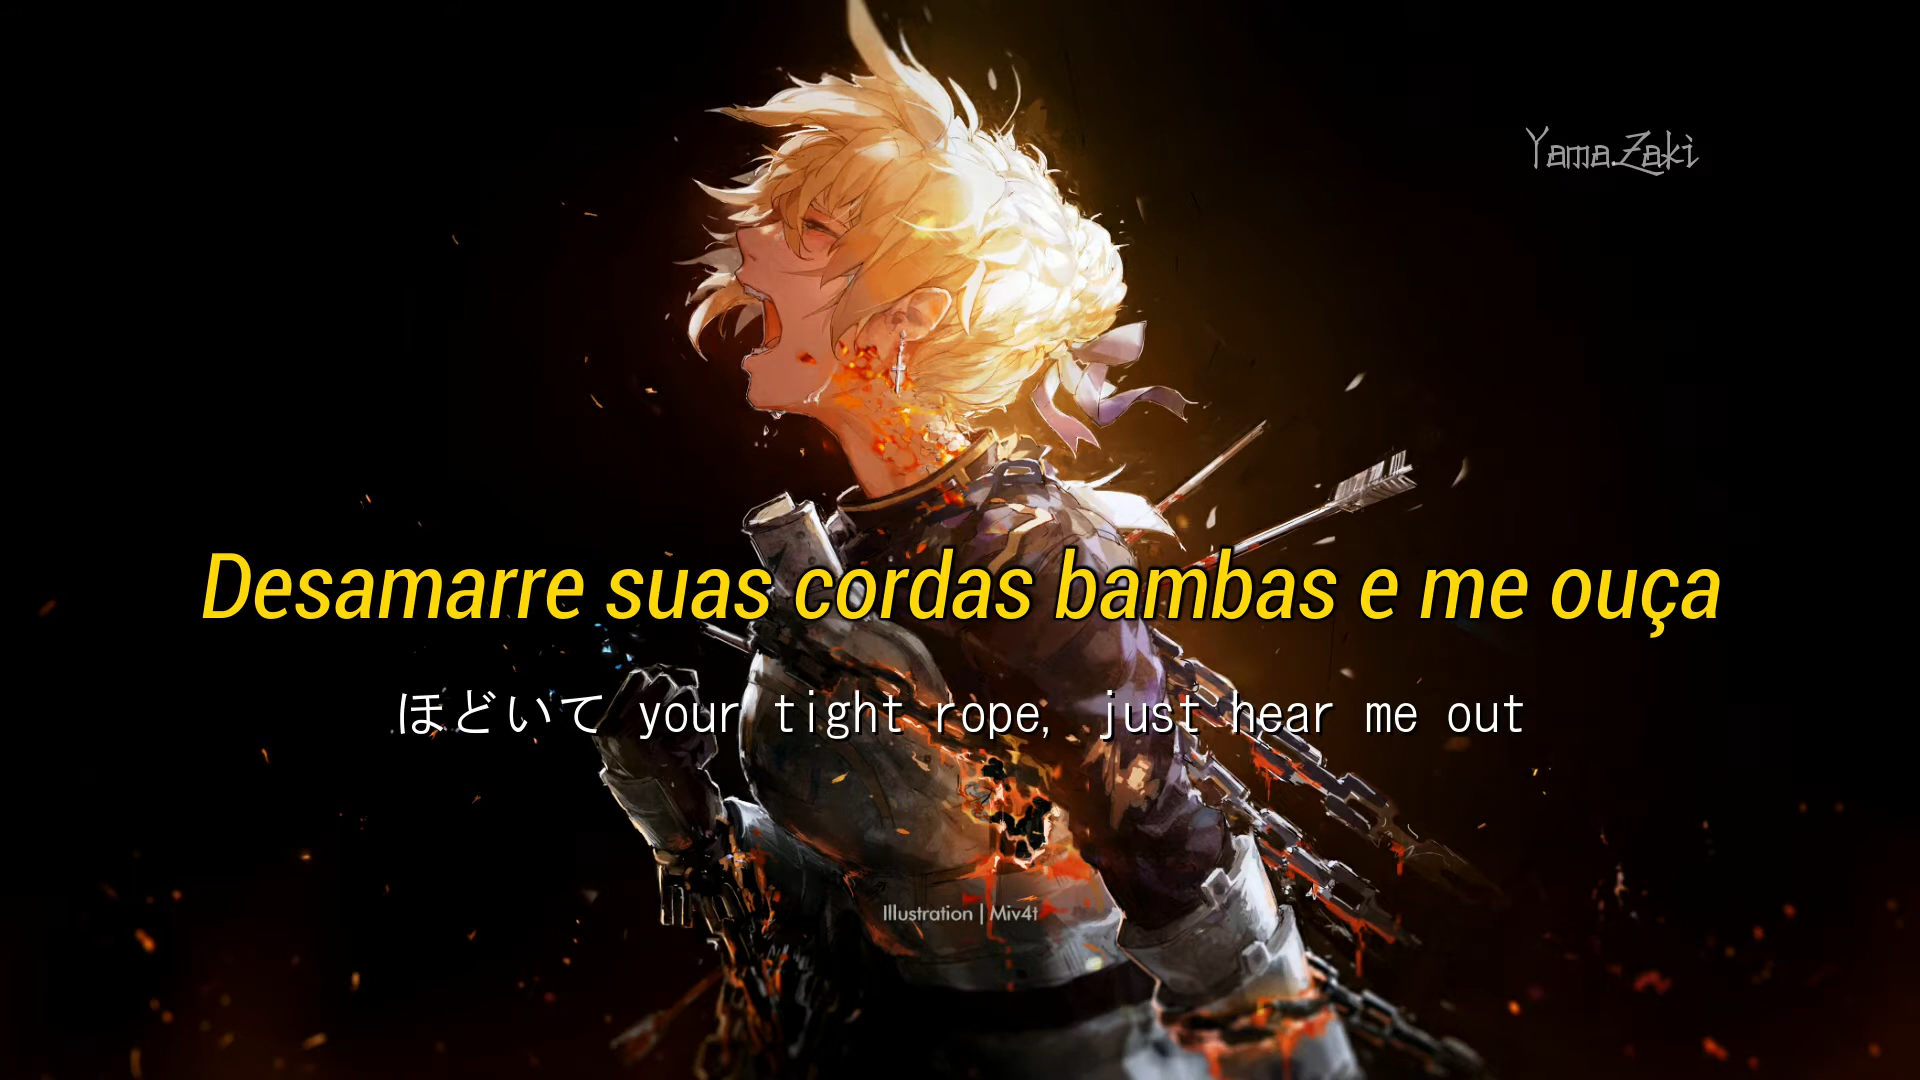 Yama.Zaki
Desamarre suas cordas bambas e me ouça
ほどいて your tight rope, just hear me out
Illustration | Miv4t